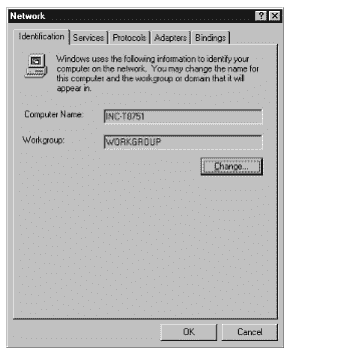 Network
Identification Services Protocols Adapters Bindings
Windows uses the following information to identify your
computer on the network. You may change the name for
this computer and the workgroup or domain that it will
appear in.
Computer Name: INC-T8751
Workgroup: WORKGROUP
Change...
OK Cancel